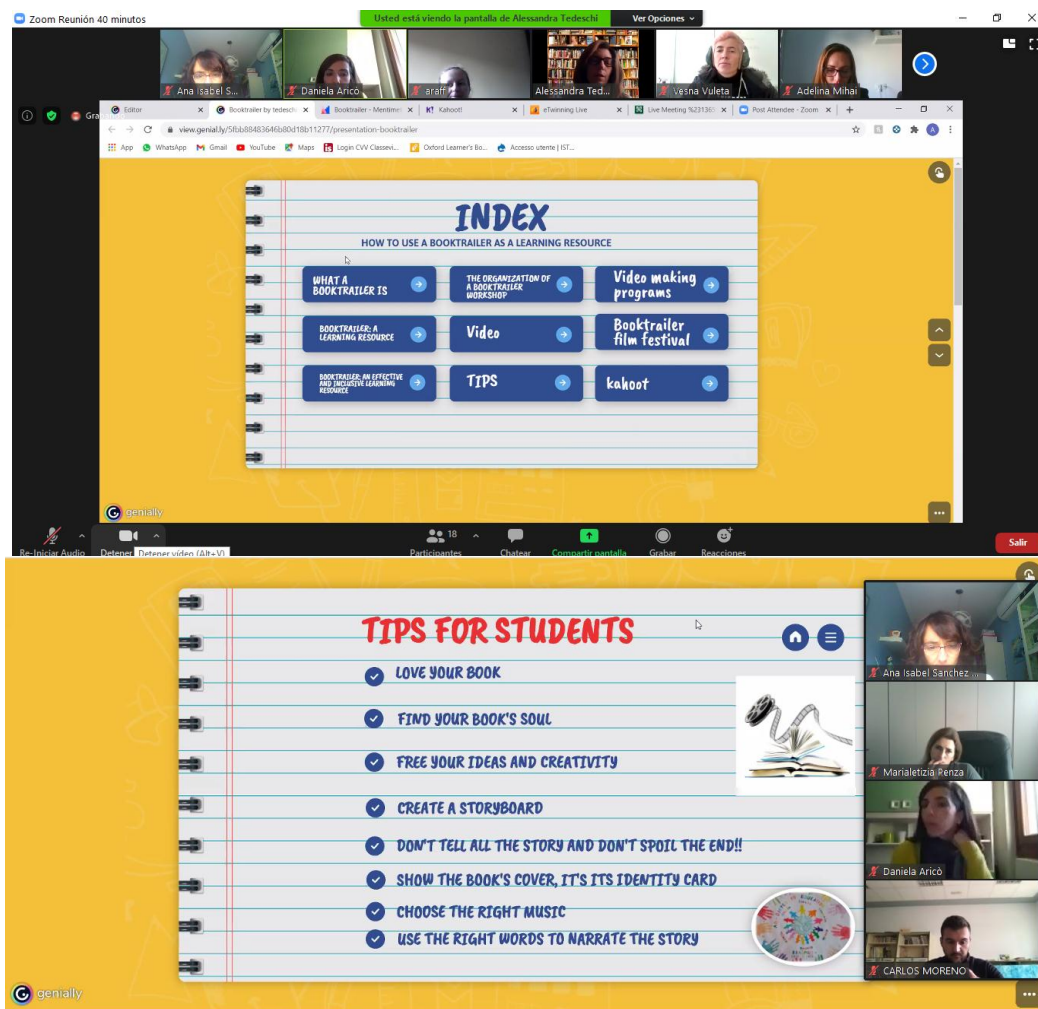 Zoom Reunión 40 minutos
Usted está viendo la pantalla de Alessandra Tedeschi
Ver Opciones
Ana Isabel S...
Daniela Aricò
araff
Alessandra Ted...
Vesna Vuleta
Adelina Mihai
Gra
Editor
Booktrailer by tedesch
Booktrailer - Mentimet
Kahoot!
eTwinning Live
Live Meeting %231365
Post Attendee - Zoom
view.genial.ly/5fbb88483646b80d18b11277/presentation-booktrailer
App
WhatsApp
Gmail
YouTube
Maps
Login CVV Classevi...
Oxford Learner's Bo...
Accesso utente | IST...
INDEX
HOW TO USE A BOOKTRAILER AS A LEARNING RESOURCE
WHAT A
BOOKTRAILER IS
THE ORGANIZATION OF
A BOOKTRAILER
WORKSHOP
Video making
programs
BOOKTRAILER: A
LEARNING RESOURCE
Video
Booktrailer
film festival
BOOKTRAILER: AN EFFECTIVE
AND INCLUSIVE LEARNING
RESOURCE
TIPS
kahoot
genially
18
Re-Iniciar Audio
Detener
Detener vídeo (Alt+V)
Participantes
Chatear
Compartir pantalla
Grabar
Reacciones
Salir
TIPS FOR STUDENTS
LOVE YOUR BOOK
FIND YOUR BOOK'S SOUL
FREE YOUR IDEAS AND CREATIVITY
CREATE A STORYBOARD
DON'T TELL ALL THE STORY AND DON'T SPOIL THE END!!
SHOW THE BOOK'S COVER, IT'S ITS IDENTITY CARD
CHOOSE THE RIGHT MUSIC
USE THE RIGHT WORDS TO NARRATE THE STORY
Ana Isabel Sanchez
Marialetizia Penza
Daniela Aricò
CARLOS MORENO
genially